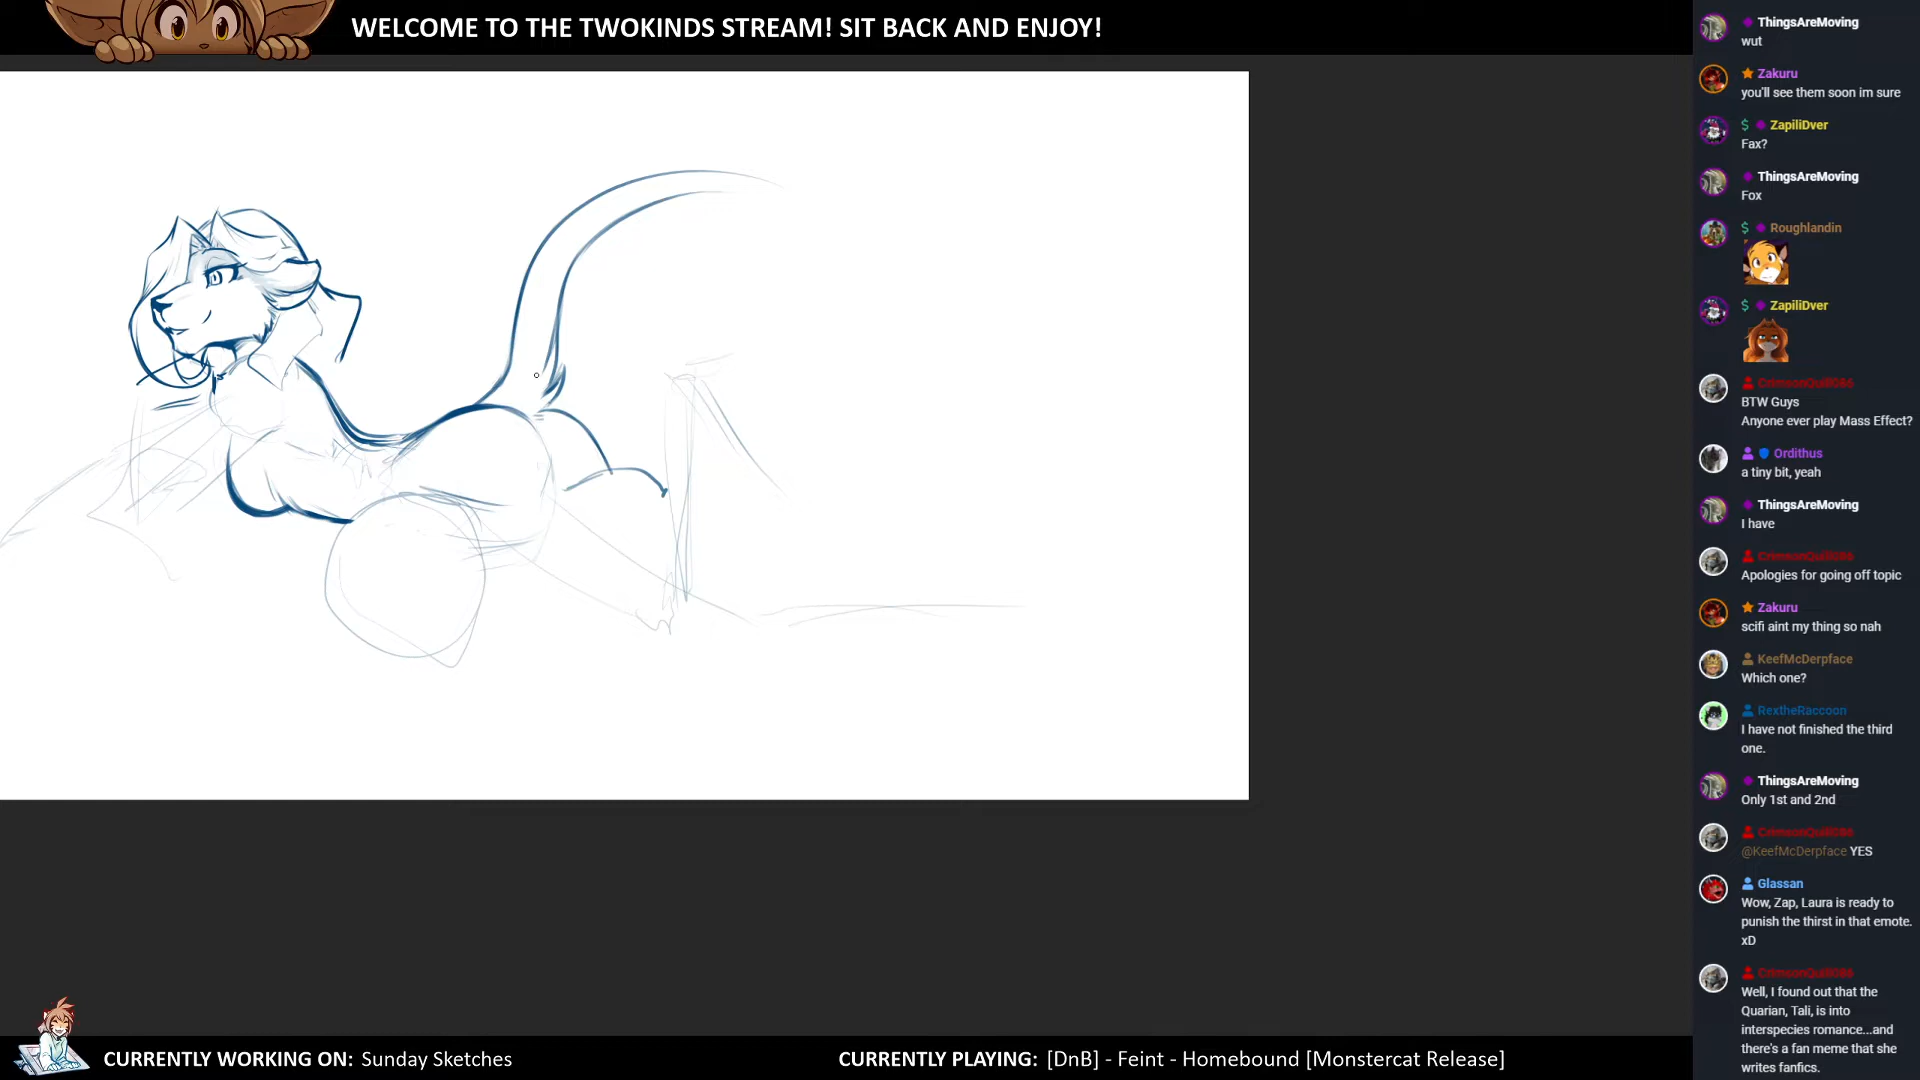 WELCOME TO THE TWOKINDS STREAM! SIT BACK AND ENJOY!
ThingsAreMoving
wut
Zakuru
you'll see them soon im sure
$ ZapiliDver
Fax?
ThingsAreMoving
Fox
$ Roughlandin
$ ZapiliDver
CrimsonQuill086
BTW Guys
Anyone ever play Mass Effect?
Ordithus
a tiny bit, yeah
ThingsAreMoving
I have
CrimsonQuill086
Apologies for going off topic
Zakuru
scifi aint my thing so nah
KeefMcDerpface
Which one?
RextheRaccoon
I have not finished the third
one.
ThingsAreMoving
Only 1st and 2nd
CrimsonQuill086
@KeefMcDerpface YES
Glassan
Wow, Zap, Laura is ready to
punish the thirst in that emote.
xD
CrimsonQuill086
Well, I found out that the
Quarian, Tali, is into
interspecies romance...and
there's a fan meme that she
writes fanfics.
CURRENTLY WORKING ON: Sunday Sketches
CURRENTLY PLAYING: [DnB] - Feint - Homebound [Monstercat Release]